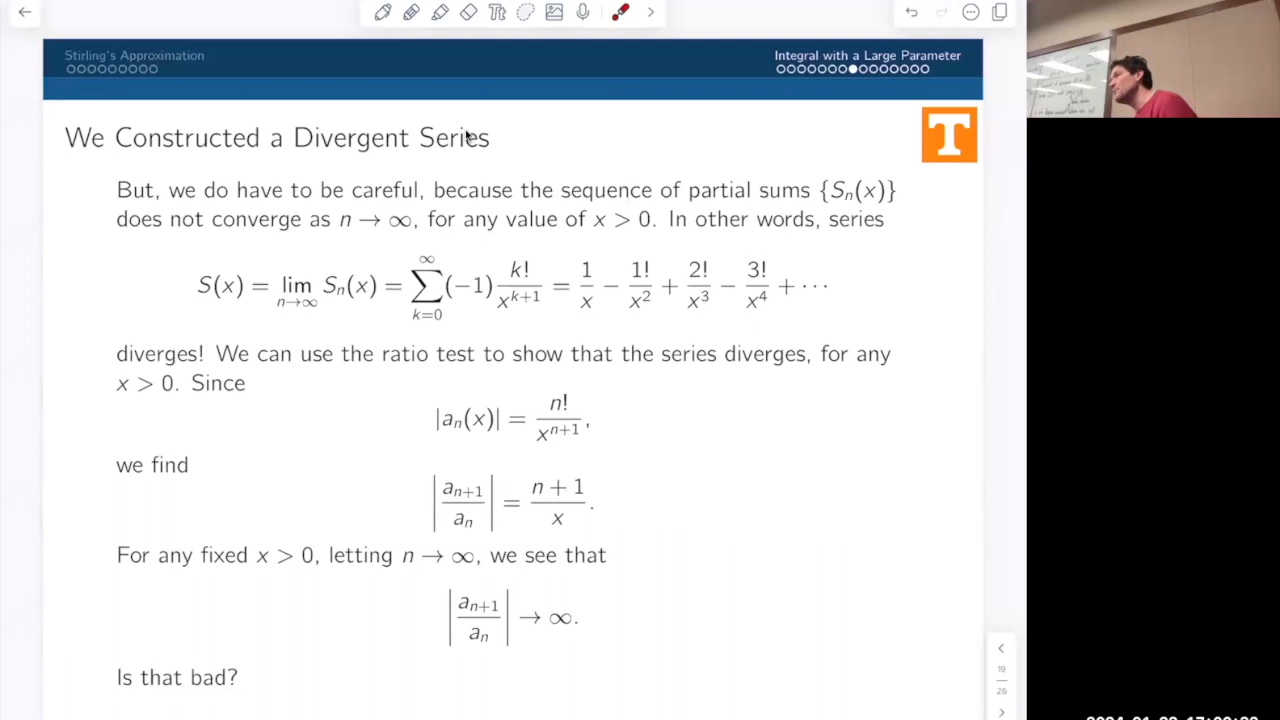 Stirling's Approximation
Integral with a Large Parameter
We Constructed a Divergent Series
T
But, we do have to be careful, because the sequence of partial sums {Sₙ(x)}
does not converge as n → ∞, for any value of x > 0. In other words, series
S(x) = lim_{n→∞} Sₙ(x) = ∑_{k=0}^{∞} (−1) k!/x^{k+1} = 1/x − 1!/x² + 2!/x³ − 3!/x⁴ + ⋯
diverges! We can use the ratio test to show that the series diverges, for any
x > 0. Since
|aₙ(x)| = n!/x^{n+1},
we find
|a_{n+1}/aₙ| = (n + 1)/x.
For any fixed x > 0, letting n → ∞, we see that
|a_{n+1}/aₙ| → ∞.
Is that bad?
19
26